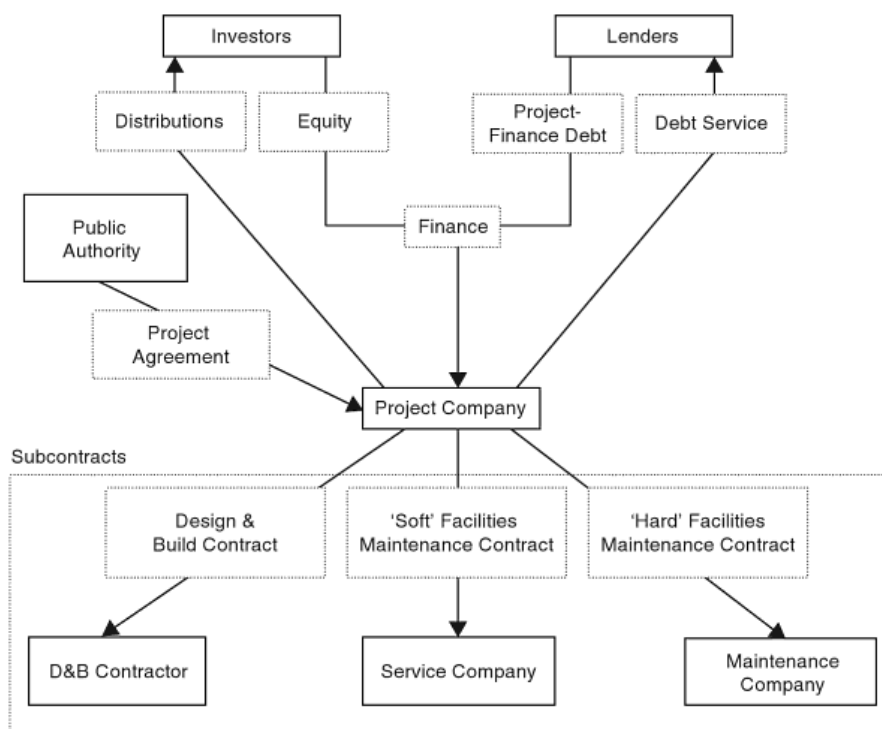 Investors
Lenders
Distributions
Equity
Project-
Finance Debt
Debt Service
Public
Authority
Finance
Project
Agreement
Project Company
Subcontracts
Design &
Build Contract
‘Soft’ Facilities
Maintenance Contract
‘Hard’ Facilities
Maintenance Contract
D&B Contractor
Service Company
Maintenance
Company